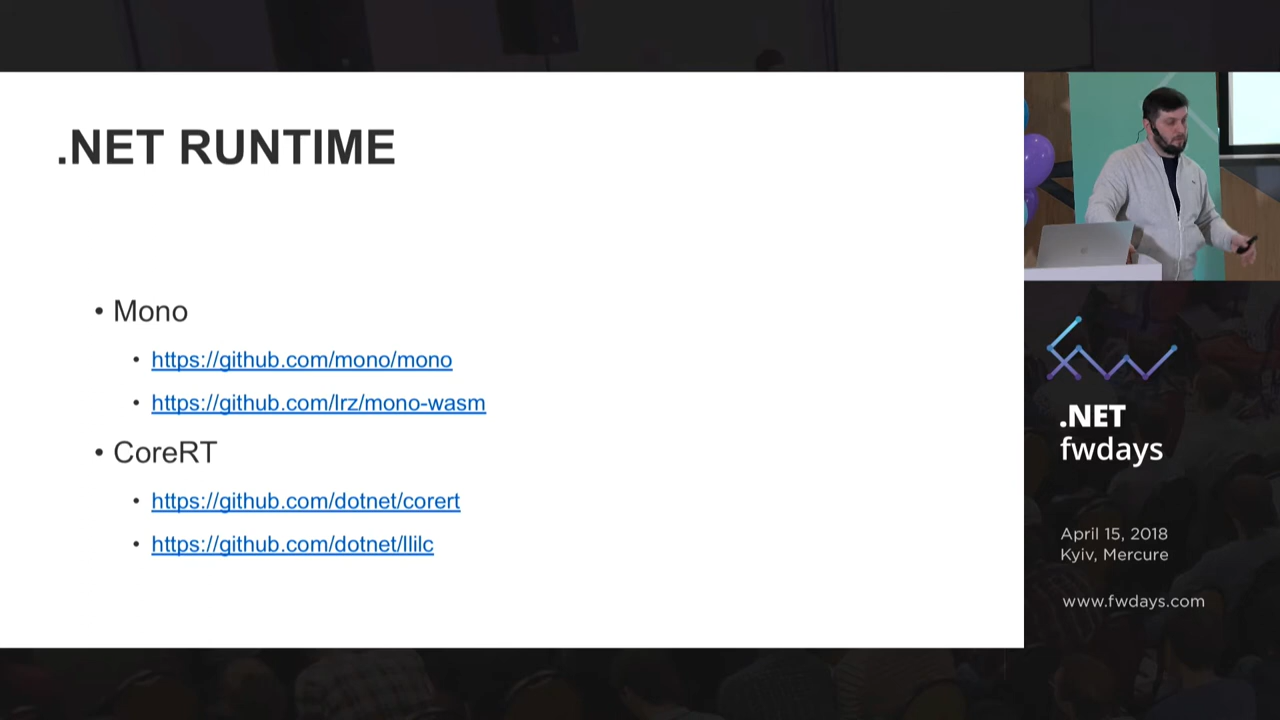 .NET RUNTIME
• Mono
• https://github.com/mono/mono
• https://github.com/lrz/mono-wasm
• CoreRT
• https://github.com/dotnet/corert
• https://github.com/dotnet/llilc
.NET
fwdays
April 15, 2018
Kyiv, Mercure
www.fwdays.com